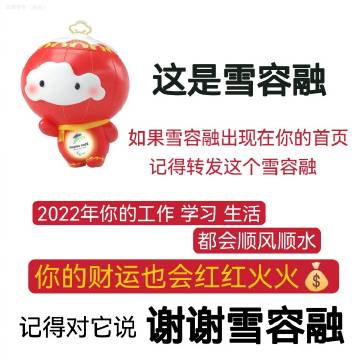 这是雪容融
如果雪容融出现在你的首页
记得转发这个雪容融
2022年你的工作 学习 生活
都会顺风顺水
你的财运也会红红火火💰
记得对它说 谢谢雪容融